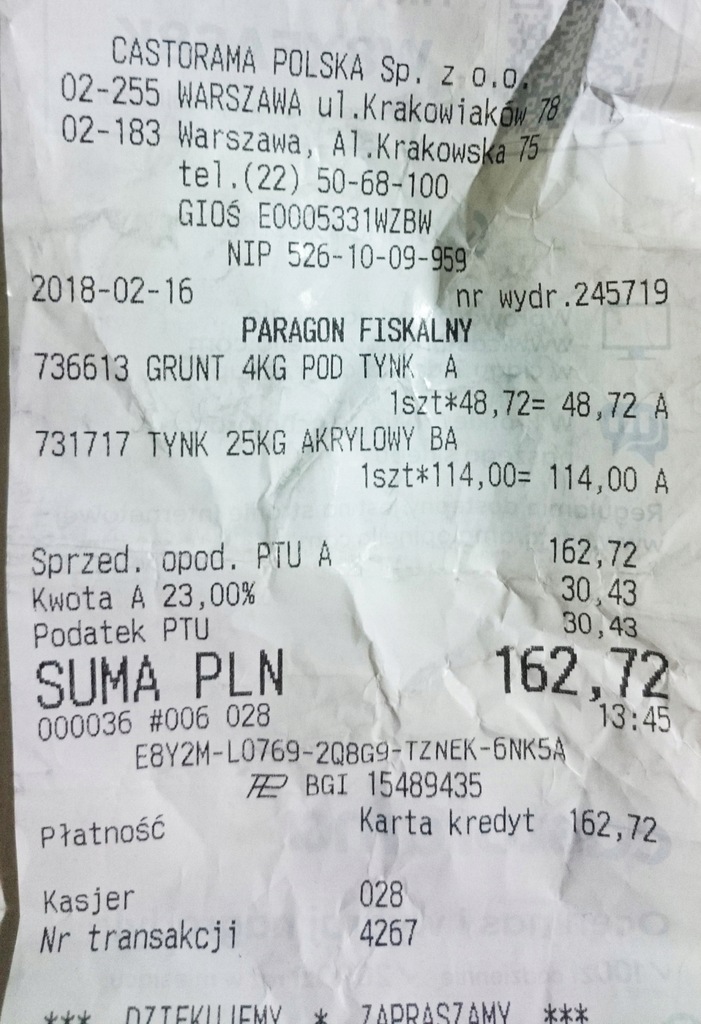 CASTORAMA POLSKA Sp. z o.o.
02-255 WARSZAWA ul.Krakowiaków 78
02-183 Warszawa, Al.Krakowska 75
tel.(22) 50-68-100
GIOŚ E0005331WZBW
NIP 526-10-09-959
2018-02-16 nr wydr.245719
PARAGON FISKALNY
736613 GRUNT 4KG POD TYNK A
1szt*48,72= 48,72 A
731717 TYNK 25KG AKRYLOWY BA
1szt*114,00= 114,00 A
Sprzed. opod. PTU A 162,72
Kwota A 23,00% 30,43
Podatek PTU 30,43
SUMA PLN 162,72
000036 #006 028 13:45
E8Y2M-L0769-2Q8G9-TZNEK-6NK5A
BGI 15489435
Płatność Karta kredyt 162,72
Kasjer 028
Nr transakcji 4267
*** DZIĘKUJEMY * ZAPRASZAMY ***